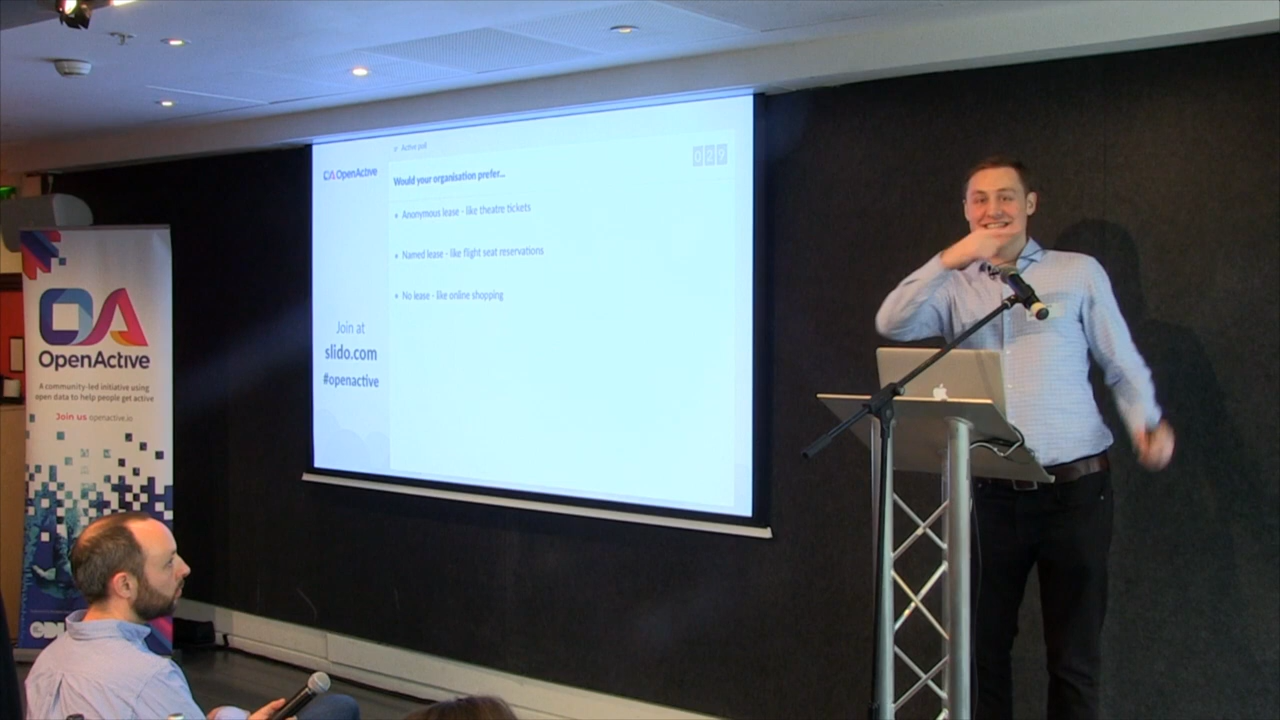 OpenActive
A community-led initiative using
open data to help people get active
Join us openactive.io
OpenActive
Active poll
029
Would your organisation prefer...
Anonymous lease - like theatre tickets
Named lease - like flight seat reservations
No lease - like online shopping
Join at
slido.com
#openactive